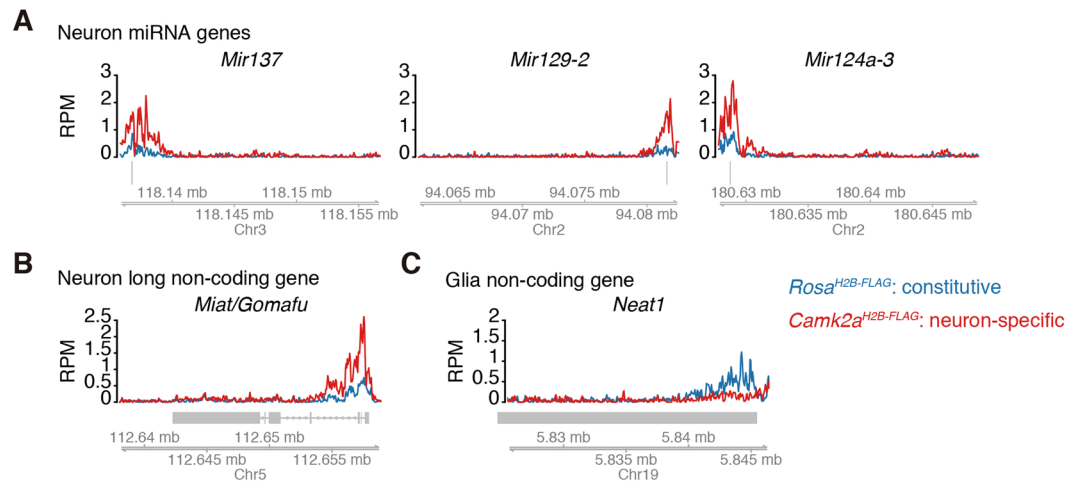 A
Neuron miRNA genes
Mir137
Mir129-2
Mir124a-3
RPM
3
2
1
0
3
2
1
0
3
2
1
0
118.14 mb
118.15 mb
118.145 mb
118.155 mb
Chr3
94.065 mb
94.075 mb
94.07 mb
94.08 mb
Chr2
180.63 mb
180.64 mb
180.635 mb
180.645 mb
Chr2
B
Neuron long non-coding gene
Miat/Gomafu
RPM
2.5
2
1.5
1
0.5
0
112.64 mb
112.65 mb
112.645 mb
112.655 mb
Chr5
C
Glia non-coding gene
Neat1
RPM
2
1.5
1
0.5
0
5.83 mb
5.84 mb
5.835 mb
5.845 mb
Chr19
Rosa^H2B-FLAG: constitutive
Camk2a^H2B-FLAG: neuron-specific